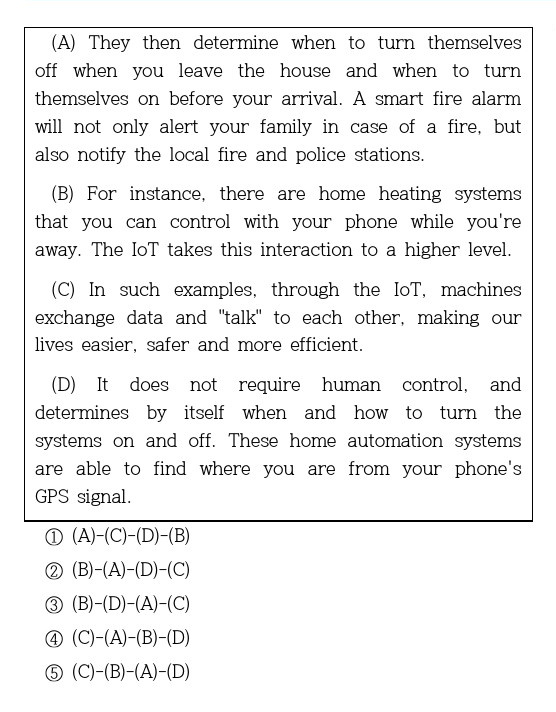 (A) They then determine when to turn themselves
off when you leave the house and when to turn
themselves on before your arrival. A smart fire alarm
will not only alert your family in case of a fire, but
also notify the local fire and police stations.
(B) For instance, there are home heating systems
that you can control with your phone while you're
away. The IoT takes this interaction to a higher level.
(C) In such examples, through the IoT, machines
exchange data and "talk" to each other, making our
lives easier, safer and more efficient.
(D) It does not require human control, and
determines by itself when and how to turn the
systems on and off. These home automation systems
are able to find where you are from your phone's
GPS signal.
① (A)-(C)-(D)-(B)
② (B)-(A)-(D)-(C)
③ (B)-(D)-(A)-(C)
④ (C)-(A)-(B)-(D)
⑤ (C)-(B)-(A)-(D)